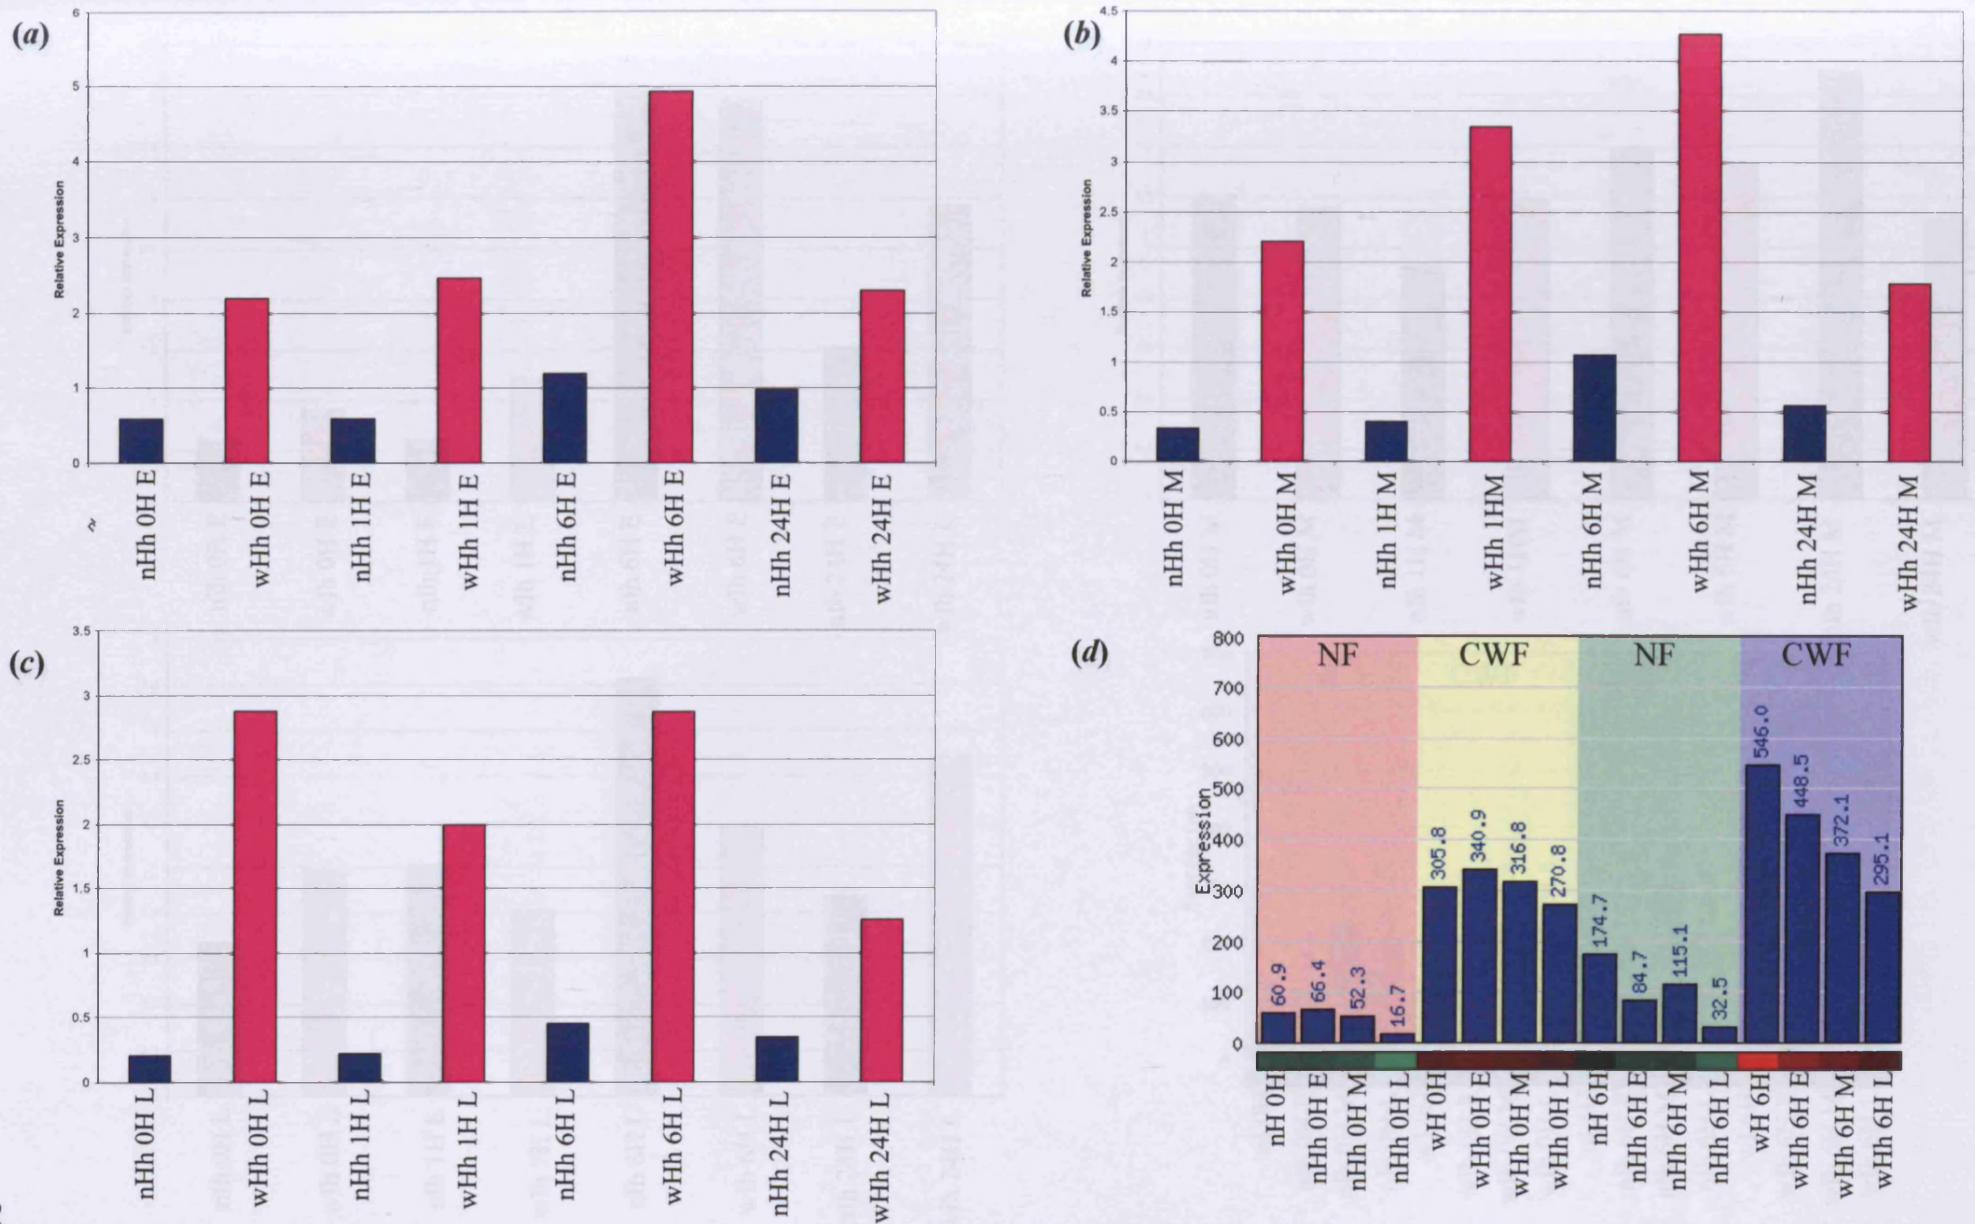 (a)
6
5
4
3
2
1
0
Relative Expression
nHh 0H E
wHh 0H E
nHh 1H E
wHh 1H E
nHh 6H E
wHh 6H E
nHh 24H E
wHh 24H E
(b)
4.5
4
3.5
3
2.5
2
1.5
1
0.5
0
Relative Expression
nHh 0H M
wHh 0H M
nHh 1H M
wHh 1HM
nHh 6H M
wHh 6H M
nHh 24H M
wHh 24H M
(c)
3.5
3
2.5
2
1.5
1
0.5
0
Relative Expression
nHh 0H L
wHh 0H L
nHh 1H L
wHh 1H L
nHh 6H L
wHh 6H L
nHh 24H L
wHh 24H L
(d)
800
700
600
500
400
300
200
100
0
Expression
NF
CWF
NF
CWF
60.9
66.4
52.3
16.7
305.8
340.9
316.8
270.8
174.7
84.7
115.1
32.5
546.0
448.5
372.1
295.1
nH 0H
nHh 0H E
nHh 0H M
nHh 0H L
wH 0H
wHh 0H E
wHh 0H M
wHh 0H L
nH 6H
nHh 6H E
nHh 6H M
nHh 6H L
wH 6H
wHh 6H E
wHh 6H M
wHh 6H L